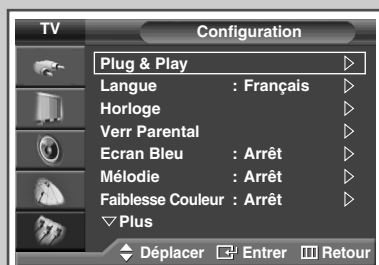 TV Configuration
Plug & Play
Langue : Français
Horloge
Verr Parental
Ecran Bleu : Arrêt
Mélodie : Arrêt
Faiblesse Couleur : Arrêt
Plus
Déplacer Entrer Retour